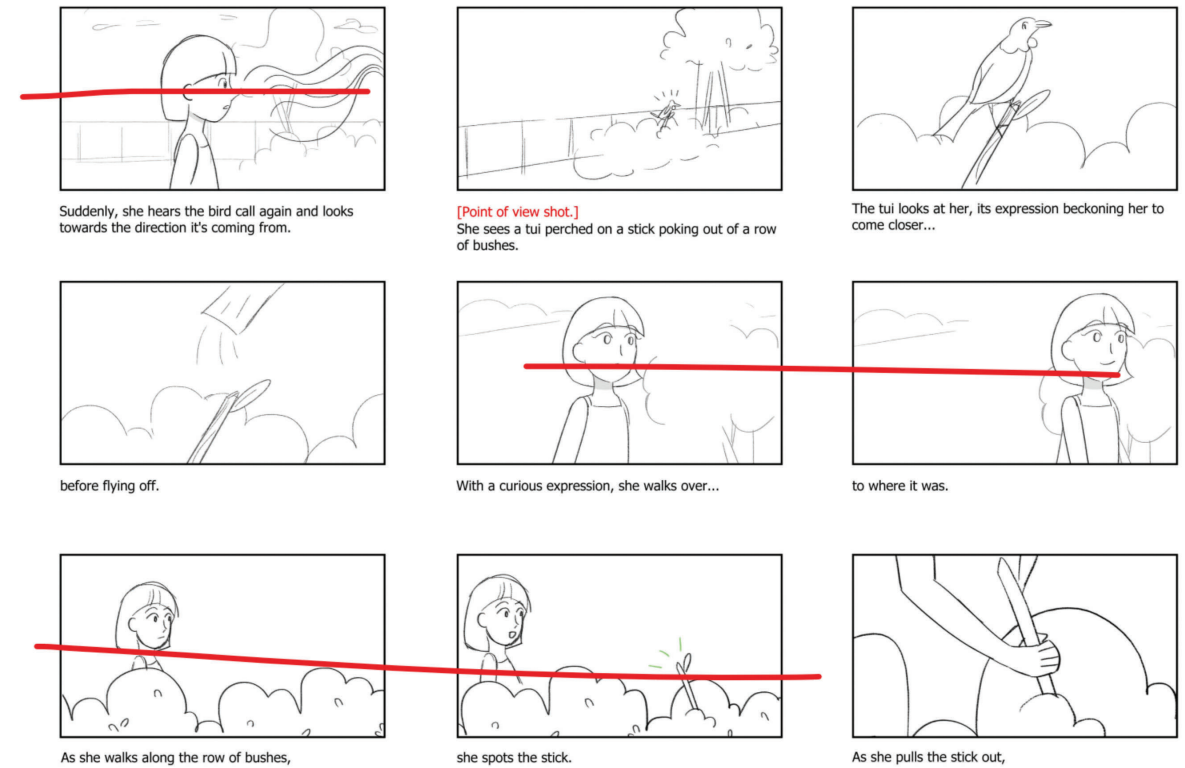 Suddenly, she hears the bird call again and looks
towards the direction it's coming from.
[Point of view shot.]
She sees a tui perched on a stick poking out of a row
of bushes.
The tui looks at her, its expression beckoning her to
come closer...
before flying off.
With a curious expression, she walks over...
to where it was.
As she walks along the row of bushes,
she spots the stick.
As she pulls the stick out,